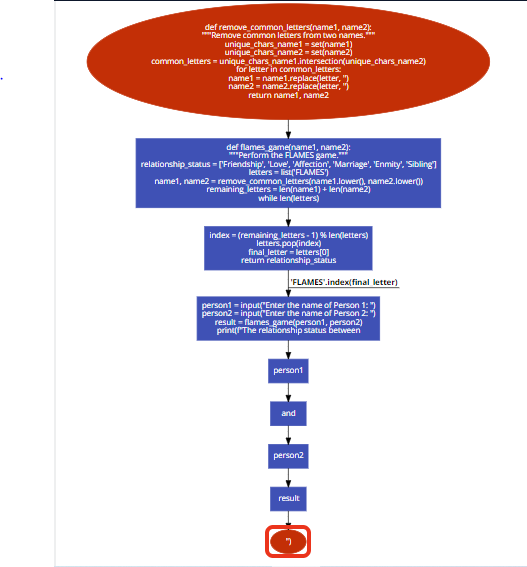 def remove_common_letters(name1, name2):
"""Remove common letters from two names."""
unique_chars_name1 = set(name1)
unique_chars_name2 = set(name2)
common_letters = unique_chars_name1.intersection(unique_chars_name2)
for letter in common_letters:
name1 = name1.replace(letter, '')
name2 = name2.replace(letter, '')
return name1, name2
def flames_game(name1, name2):
"""Perform the FLAMES game."""
relationship_status = ['Friendship', 'Love', 'Affection', 'Marriage', 'Enmity', 'Sibling']
letters = list('FLAMES')
name1, name2 = remove_common_letters(name1.lower(), name2.lower())
remaining_letters = len(name1) + len(name2)
while len(letters)
index = (remaining_letters - 1) % len(letters)
letters.pop(index)
final_letter = letters[0]
return relationship_status
'FLAMES'.index(final_letter)
person1 = input("Enter the name of Person 1: ")
person2 = input("Enter the name of Person 2: ")
result = flames_game(person1, person2)
print(f"The relationship status between
person1
and
person2
result
")